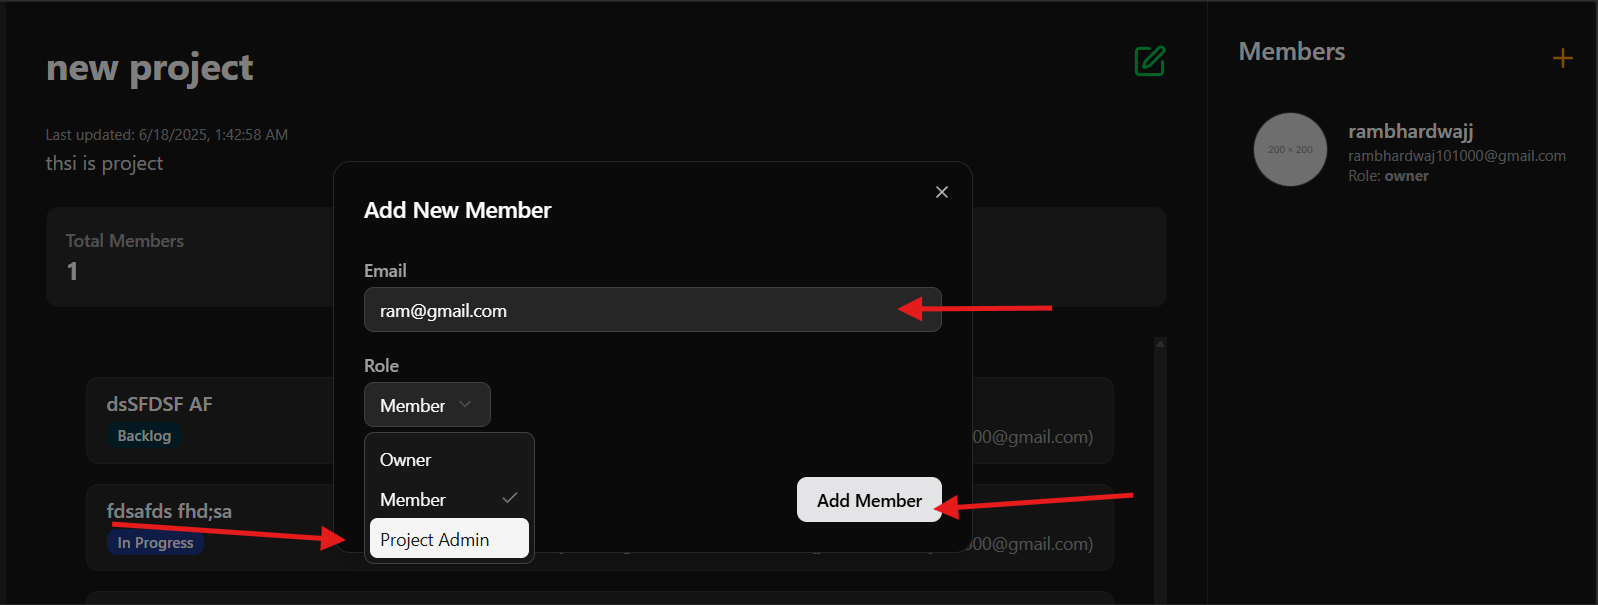 new project
Last updated: 6/18/2025, 1:42:58 AM
thsi is project
Total Members
1
dsSFDSF AF
Backlog
00@gmail.com)
fdsafds fhd;sa
In Progress
00@gmail.com)
Add New Member
Email
ram@gmail.com
Role
Member
Owner
Member
Project Admin
Add Member
Members
200 × 200
rambhardwajj
rambhardwaj101000@gmail.com
Role: owner